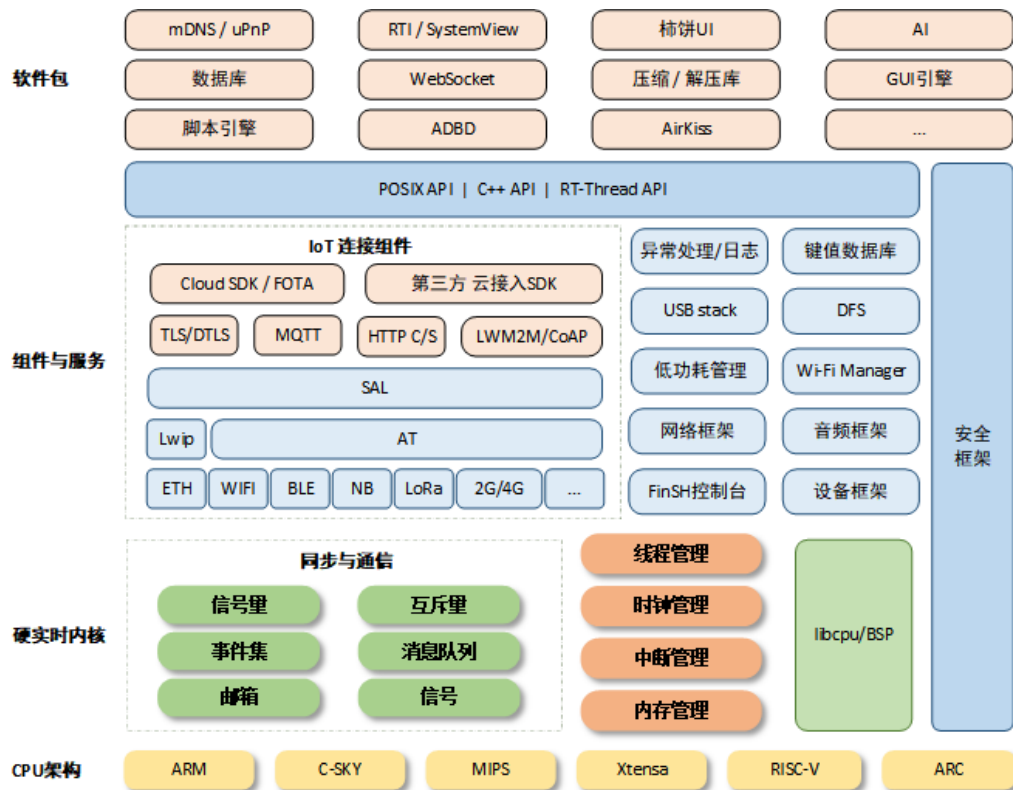 软件包
mDNS / uPnP
RTI / SystemView
柿饼UI
AI
数据库
WebSocket
压缩 / 解压库
GUI引擎
脚本引擎
ADBD
AirKiss
...
组件与服务
POSIX API | C++ API | RT-Thread API
安全
框架
IoT 连接组件
Cloud SDK / FOTA
第三方 云接入SDK
TLS/DTLS
MQTT
HTTP C/S
LWM2M/CoAP
SAL
Lwip
AT
ETH
WIFI
BLE
NB
LoRa
2G/4G
...
异常处理/日志
键值数据库
USB stack
DFS
低功耗管理
Wi-Fi Manager
网络框架
音频框架
FinSH控制台
设备框架
硬实时内核
同步与通信
信号量
互斥量
事件集
消息队列
邮箱
信号
线程管理
时钟管理
中断管理
内存管理
libcpu/BSP
CPU架构
ARM
C-SKY
MIPS
Xtensa
RISC-V
ARC